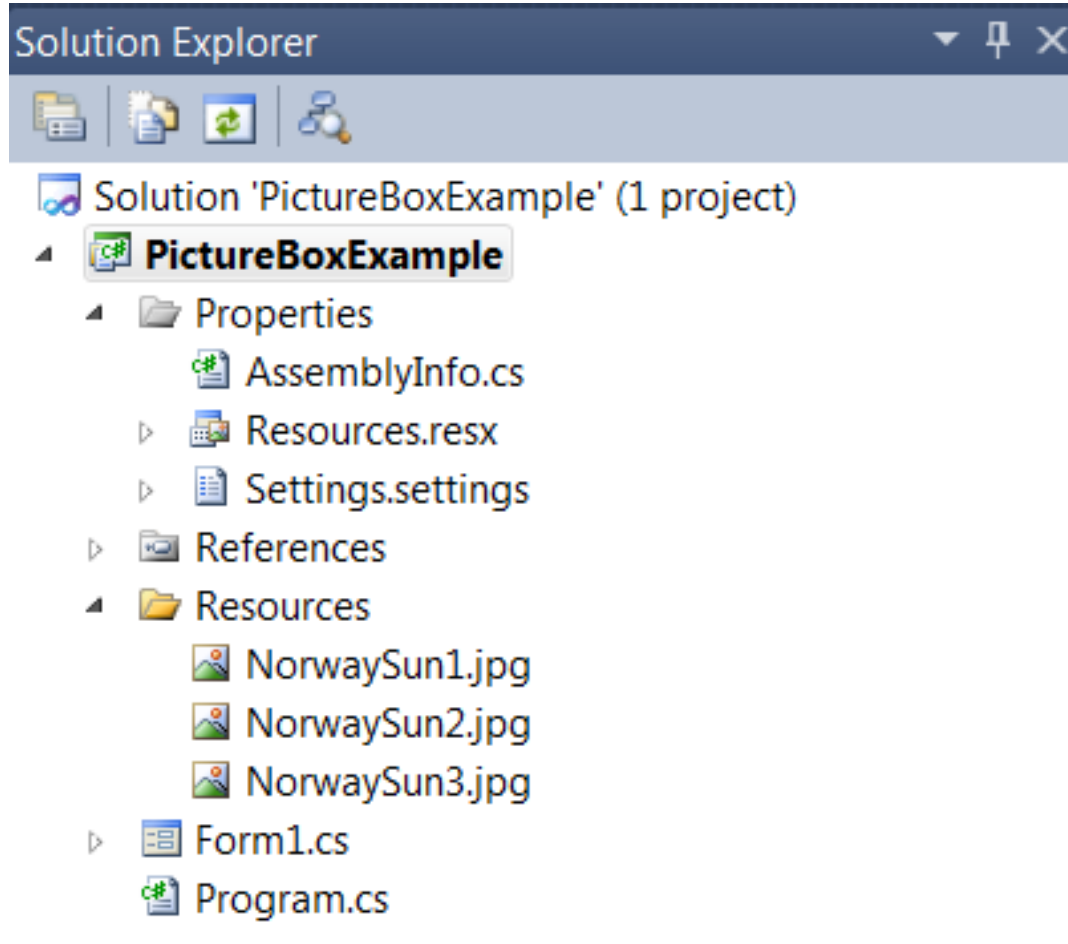 Solution Explorer
Solution 'PictureBoxExample' (1 project)
PictureBoxExample
Properties
AssemblyInfo.cs
Resources.resx
Settings.settings
References
Resources
NorwaySun1.jpg
NorwaySun2.jpg
NorwaySun3.jpg
Form1.cs
Program.cs